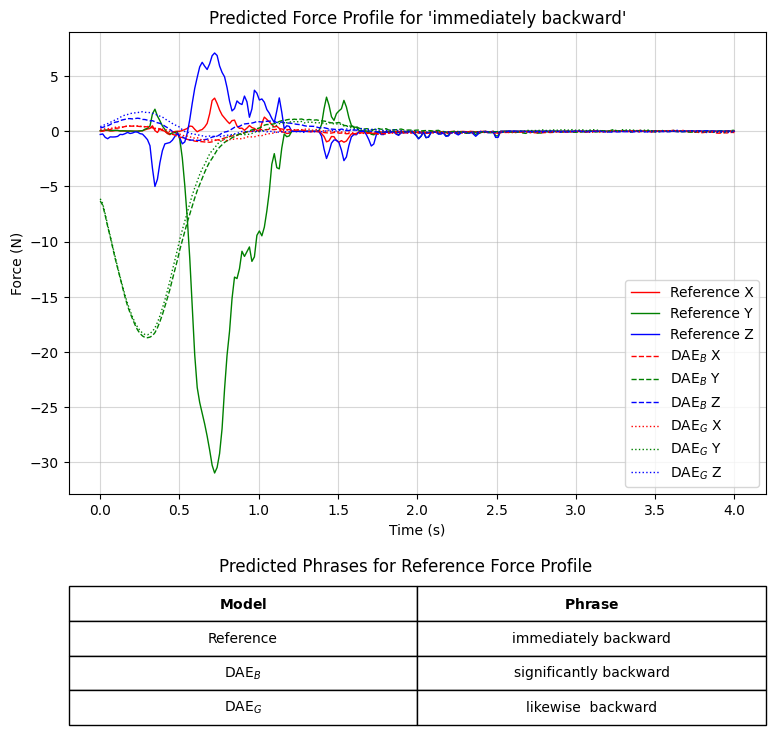 Predicted Force Profile for 'immediately backward'
Force (N)
5
0
−5
−10
−15
−20
−25
−30
Reference X
Reference Y
Reference Z
DAE_B X
DAE_B Y
DAE_B Z
DAE_G X
DAE_G Y
DAE_G Z
0.0 0.5 1.0 1.5 2.0 2.5 3.0 3.5 4.0
Time (s)
Predicted Phrases for Reference Force Profile
Model Phrase
Reference immediately backward
DAE_B significantly backward
DAE_G likewise  backward